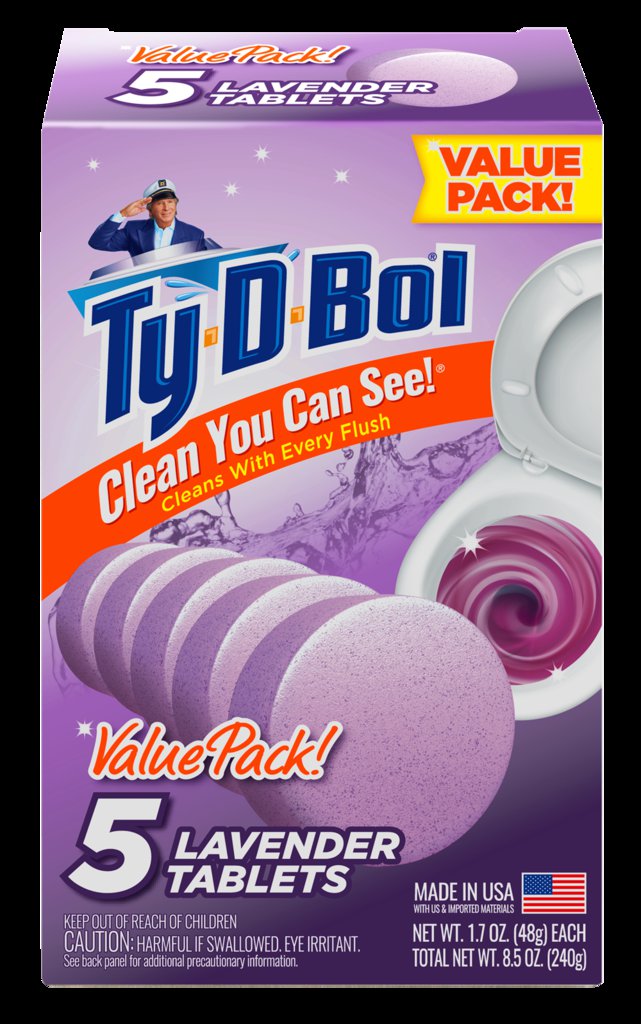 Value Pack!
5 LAVENDER
TABLETS
VALUE
PACK!
Ty·D·Bol®
Clean You Can See!®
Cleans With Every Flush
Value Pack!
5 LAVENDER
TABLETS
KEEP OUT OF REACH OF CHILDREN
CAUTION: HARMFUL IF SWALLOWED. EYE IRRITANT.
See back panel for additional precautionary information.
MADE IN USA
WITH US & IMPORTED MATERIALS
NET WT. 1.7 OZ. (48g) EACH
TOTAL NET WT. 8.5 OZ. (240g)